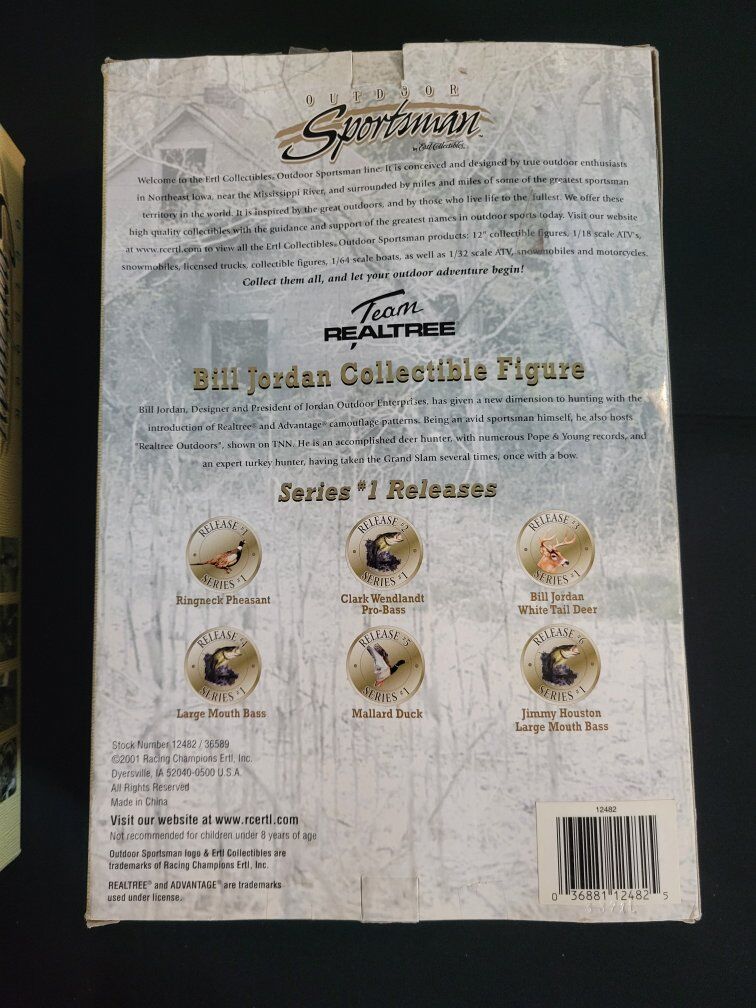 OUTDOOR
Sportsman™
by Ertl Collectibles®
Welcome to the Ertl Collectibles® Outdoor Sportsman line. It is conceived and designed by true outdoor enthusiasts
in Northeast Iowa, near the Mississippi River, and surrounded by miles and miles of some of the greatest sportsman
territory in the world. It is inspired by the great outdoors, and by those who live life to the fullest. We offer these
high quality collectibles with the guidance and support of the greatest names in outdoor sports today. Visit our website
at www.rcertl.com to view all the Ertl Collectibles® Outdoor Sportsman products: 12" collectible figures, 1/18 scale ATV's,
snowmobiles, licensed trucks, collectible figures, 1/64 scale boats, as well as 1/32 scale ATV, snowmobiles and motorcycles.
Collect them all, and let your outdoor adventure begin!
Team
REALTREE
Bill Jordan Collectible Figure
Bill Jordan, Designer and President of Jordan Outdoor Enterprises, has given a new dimension to hunting with the
introduction of Realtree® and Advantage® camouflage patterns. Being an avid sportsman himself, he also hosts
"Realtree Outdoors", shown on TNN. He is an accomplished deer hunter, with numerous Pope & Young records, and
an expert turkey hunter, having taken the Grand Slam several times, once with a bow.
Series #1 Releases
RELEASE #1
SERIES #1
Ringneck Pheasant
RELEASE #2
SERIES #1
Clark Wendlandt
Pro-Bass
RELEASE #3
SERIES #1
Bill Jordan
White Tail Deer
RELEASE
SERIES #1
Large Mouth Bass
RELEASE #5
SERIES #1
Mallard Duck
RELEASE #6
SERIES #1
Jimmy Houston
Large Mouth Bass
Stock Number 12482 / 36589
©2001 Racing Champions Ertl, Inc.
Dyersville, IA 52040-0500 U.S.A.
All Rights Reserved
Made in China
Visit our website at www.rcertl.com
Not recommended for children under 8 years of age
Outdoor Sportsman logo & Ertl Collectibles are
trademarks of Racing Champions Ertl, Inc.
REALTREE® and ADVANTAGE® are trademarks
used under license.
12482
0 36881 12482 5